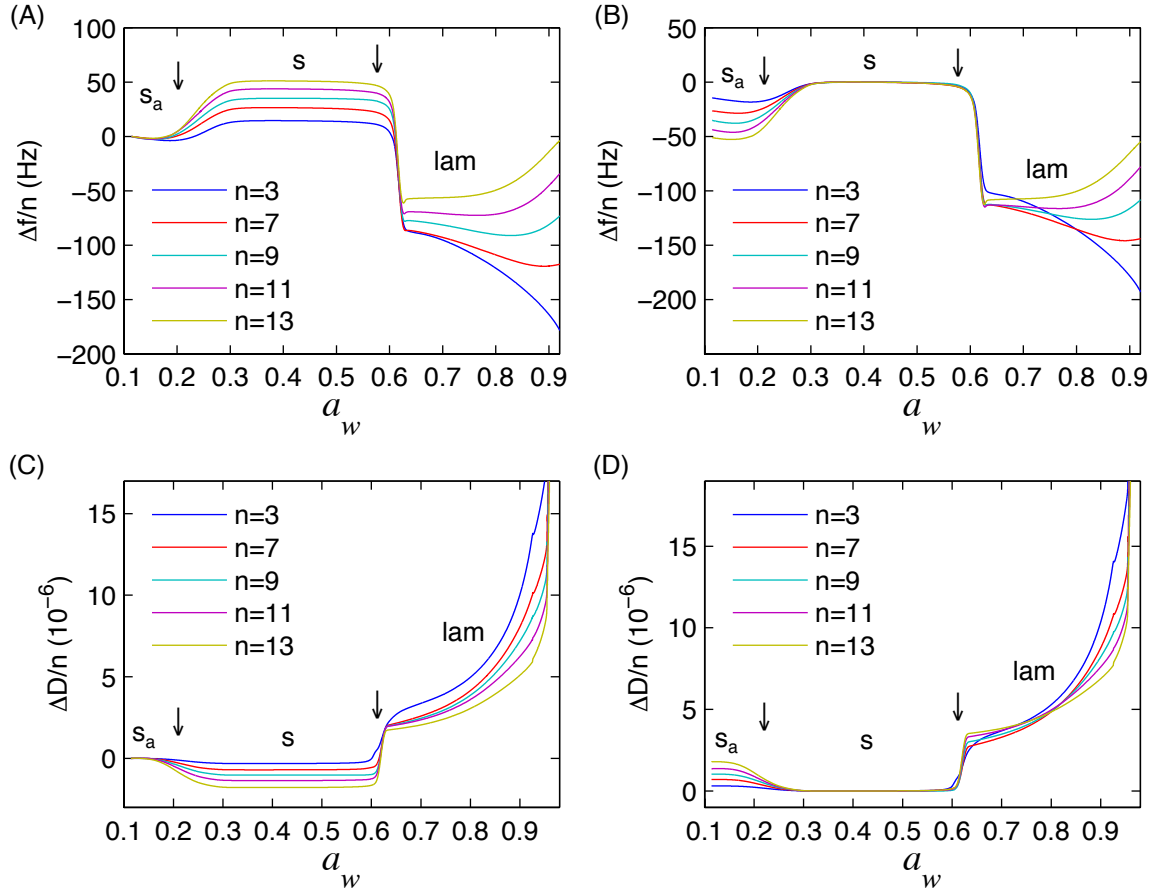 (A)
100
50
0
−50
−100
−150
−200
Δf/n (Hz)
s_a
s
lam
n=3
n=7
n=9
n=11
n=13
0.1 0.2 0.3 0.4 0.5 0.6 0.7 0.8 0.9
a_w
(B)
50
0
−50
−100
−150
−200
Δf/n (Hz)
s_a
s
lam
n=3
n=7
n=9
n=11
n=13
0.1 0.2 0.3 0.4 0.5 0.6 0.7 0.8 0.9
a_w
(C)
15
10
5
0
ΔD/n (10⁻⁶)
n=3
n=7
n=9
n=11
n=13
lam
s_a
s
0.1 0.2 0.3 0.4 0.5 0.6 0.7 0.8 0.9
a_w
(D)
15
10
5
0
ΔD/n (10⁻⁶)
n=3
n=7
n=9
n=11
n=13
lam
s_a
s
0.1 0.2 0.3 0.4 0.5 0.6 0.7 0.8 0.9
a_w